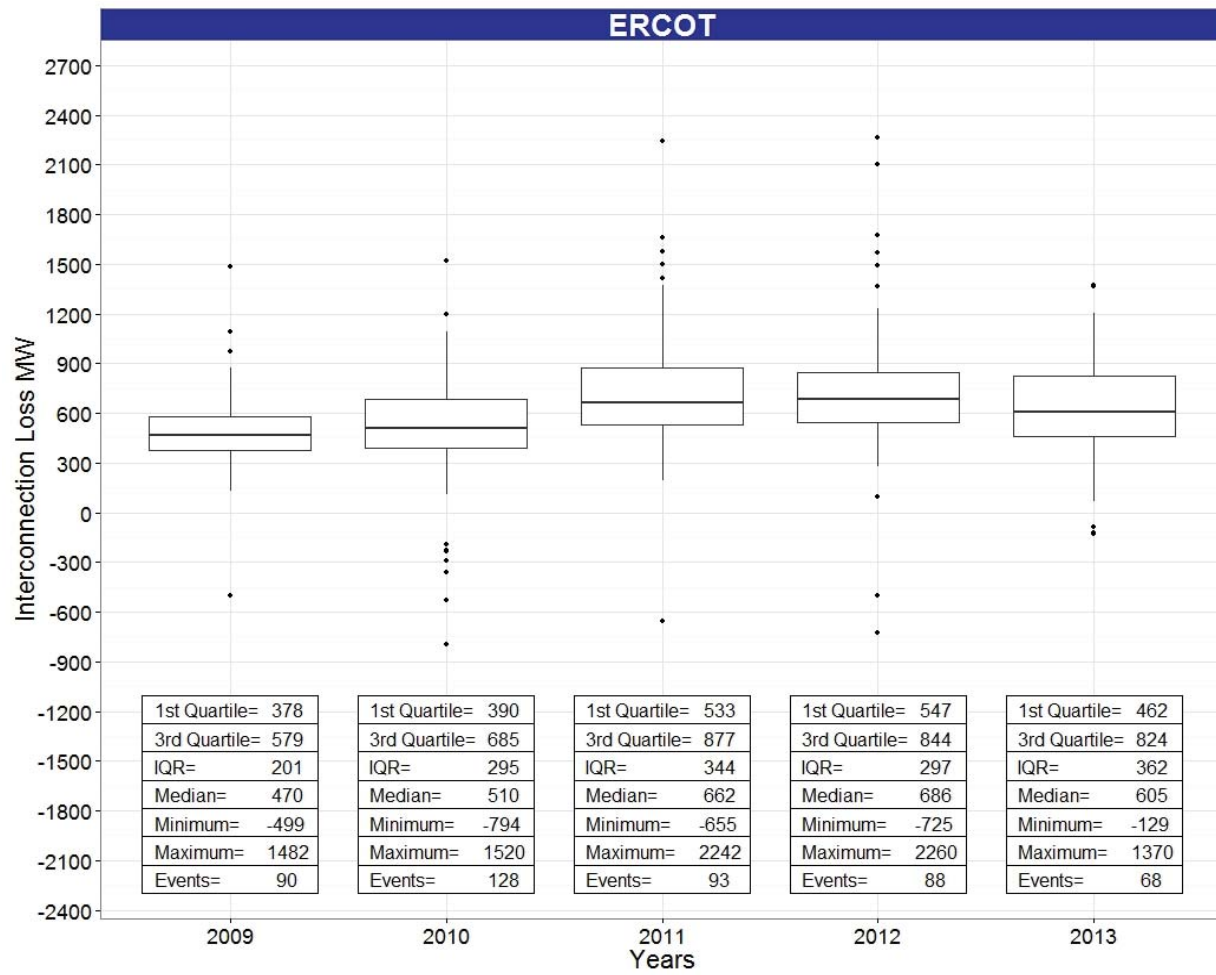 ERCOT
2700
2400
2100
1800
1500
1200
900
600
300
0
-300
-600
-900
-1200
-1500
-1800
-2100
-2400
Interconnection Loss MW
1st Quartile= 378
3rd Quartile= 579
IQR= 201
Median= 470
Minimum= -499
Maximum= 1482
Events= 90
1st Quartile= 390
3rd Quartile= 685
IQR= 295
Median= 510
Minimum= -794
Maximum= 1520
Events= 128
1st Quartile= 533
3rd Quartile= 877
IQR= 344
Median= 662
Minimum= -655
Maximum= 2242
Events= 93
1st Quartile= 547
3rd Quartile= 844
IQR= 297
Median= 686
Minimum= -725
Maximum= 2260
Events= 88
1st Quartile= 462
3rd Quartile= 824
IQR= 362
Median= 605
Minimum= -129
Maximum= 1370
Events= 68
2009 2010 2011 2012 2013
Years